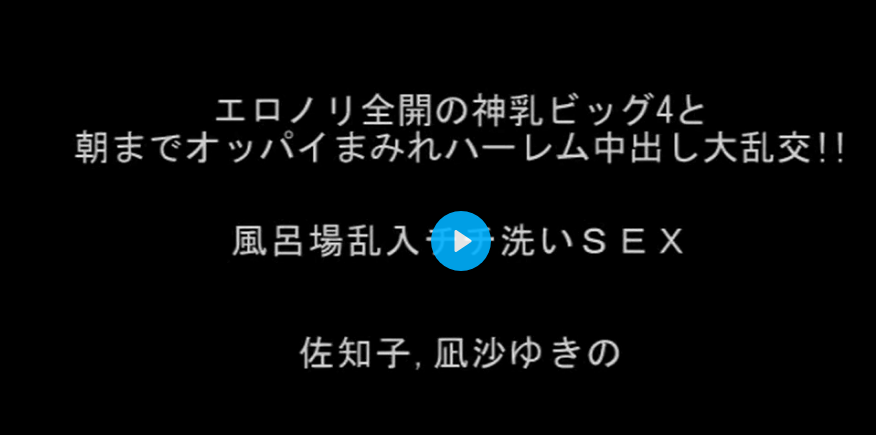 エロノリ全開の神乳ビッグ4と
朝までオッパイまみれハーレム中出し大乱交!!
風呂場乱入チチ洗いＳＥＸ
佐知子,凪沙ゆきの